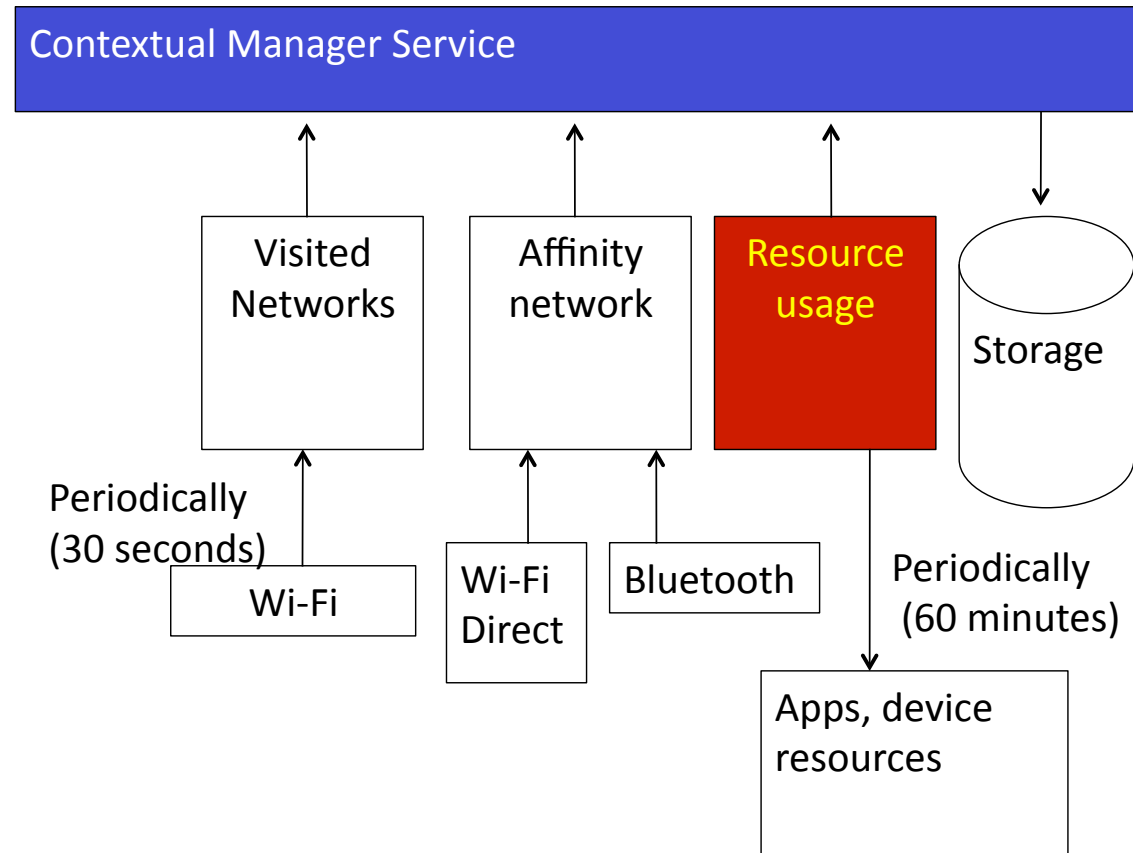 Contextual Manager Service
Visited
Networks
Affinity
network
Resource
usage
Storage
Periodically
(30 seconds)
Wi-Fi
Wi-Fi
Direct
Bluetooth
Periodically
(60 minutes)
Apps, device
resources